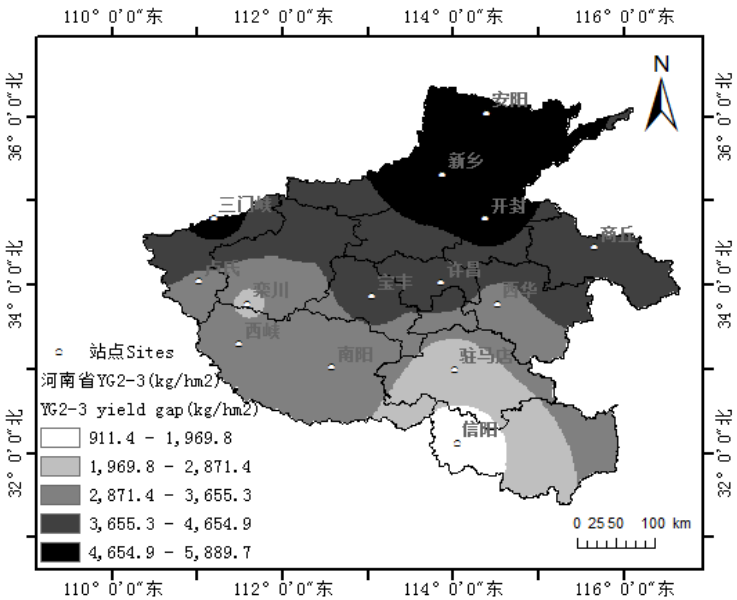 110° 0′0″东 112° 0′0″东 114° 0′0″东 116° 0′0″东
N
36° 0′0″北 36° 0′0″北
34° 0′0″北 34° 0′0″北
32° 0′0″北 32° 0′0″北
安阳
新乡
三门峡 开封
商丘
卢氏 栾川 宝丰 许昌 西华
西峡 南阳 驻马店
信阳
站点Sites
河南省YG2-3(kg/hm2)
YG2-3 yield gap(kg/hm2)
911.4 - 1,969.8
1,969.8 - 2,871.4
2,871.4 - 3,655.3
3,655.3 - 4,654.9
4,654.9 - 5,889.7
0 25 50 100 km
110° 0′0″东 112° 0′0″东 114° 0′0″东 116° 0′0″东